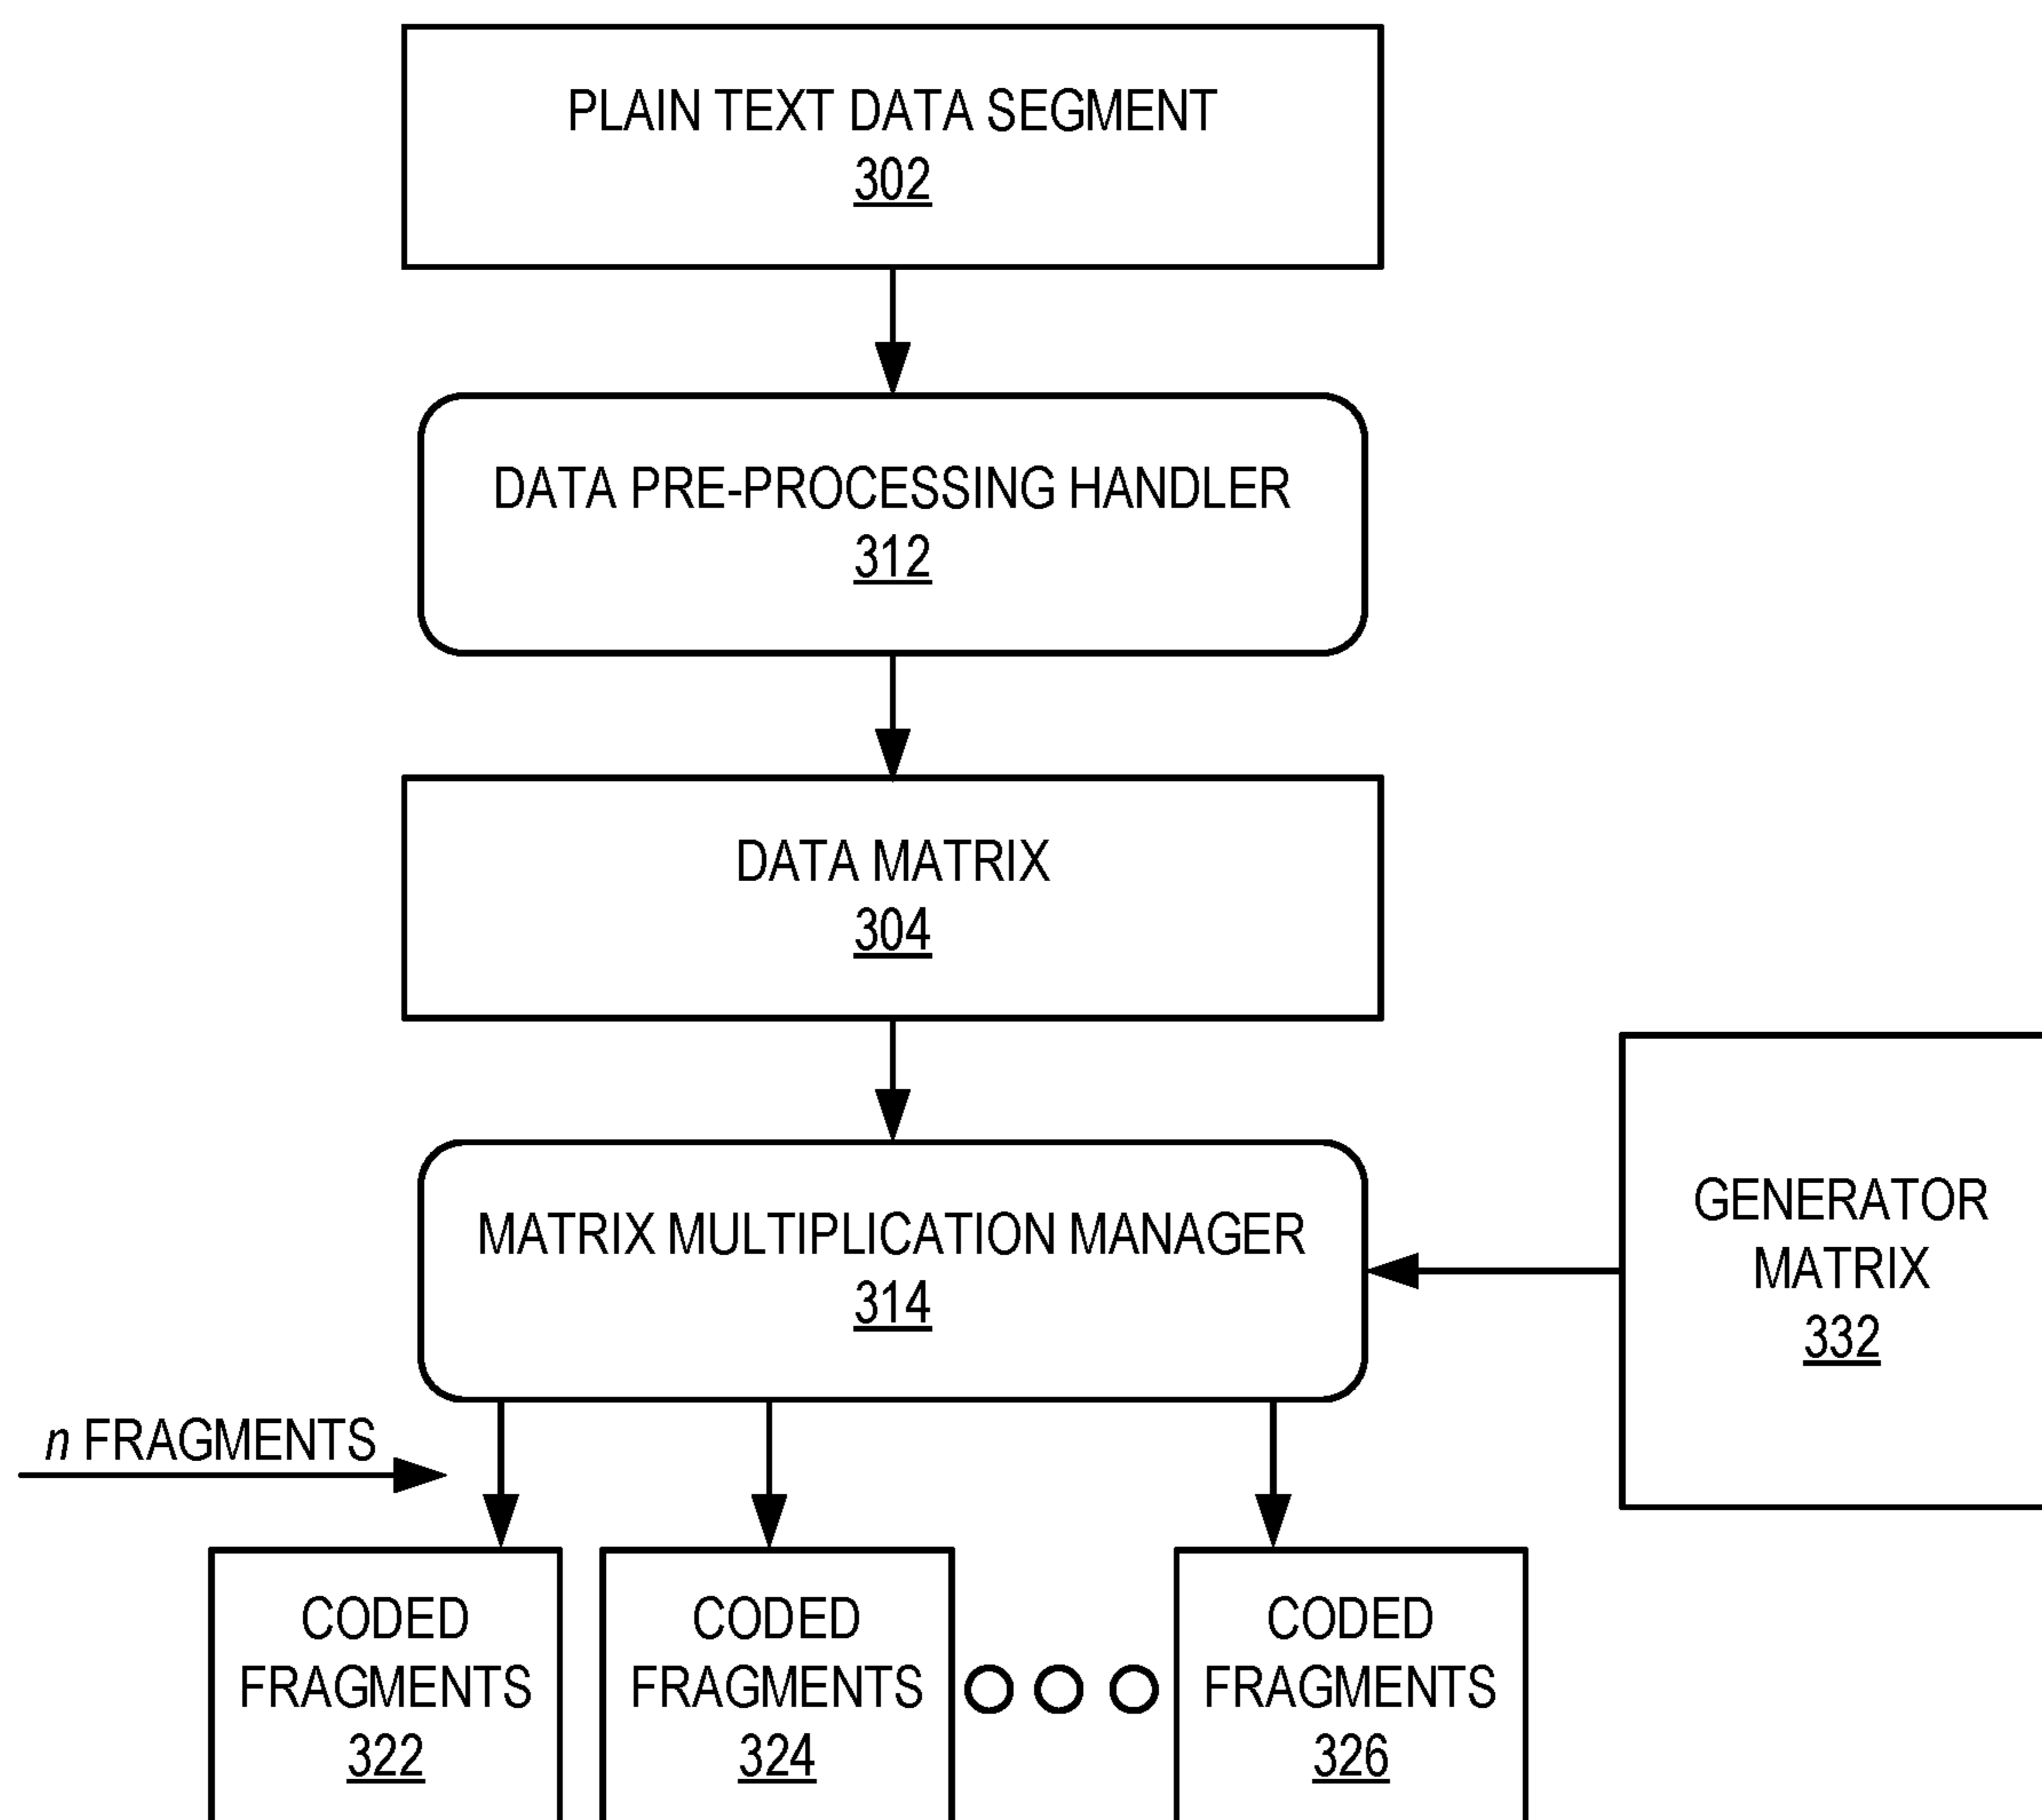 PLAIN TEXT DATA SEGMENT
302
DATA PRE-PROCESSING HANDLER
312
DATA MATRIX
304
MATRIX MULTIPLICATION MANAGER
314
GENERATOR
MATRIX
332
n FRAGMENTS
CODED
FRAGMENTS
322
CODED
FRAGMENTS
324
CODED
FRAGMENTS
326